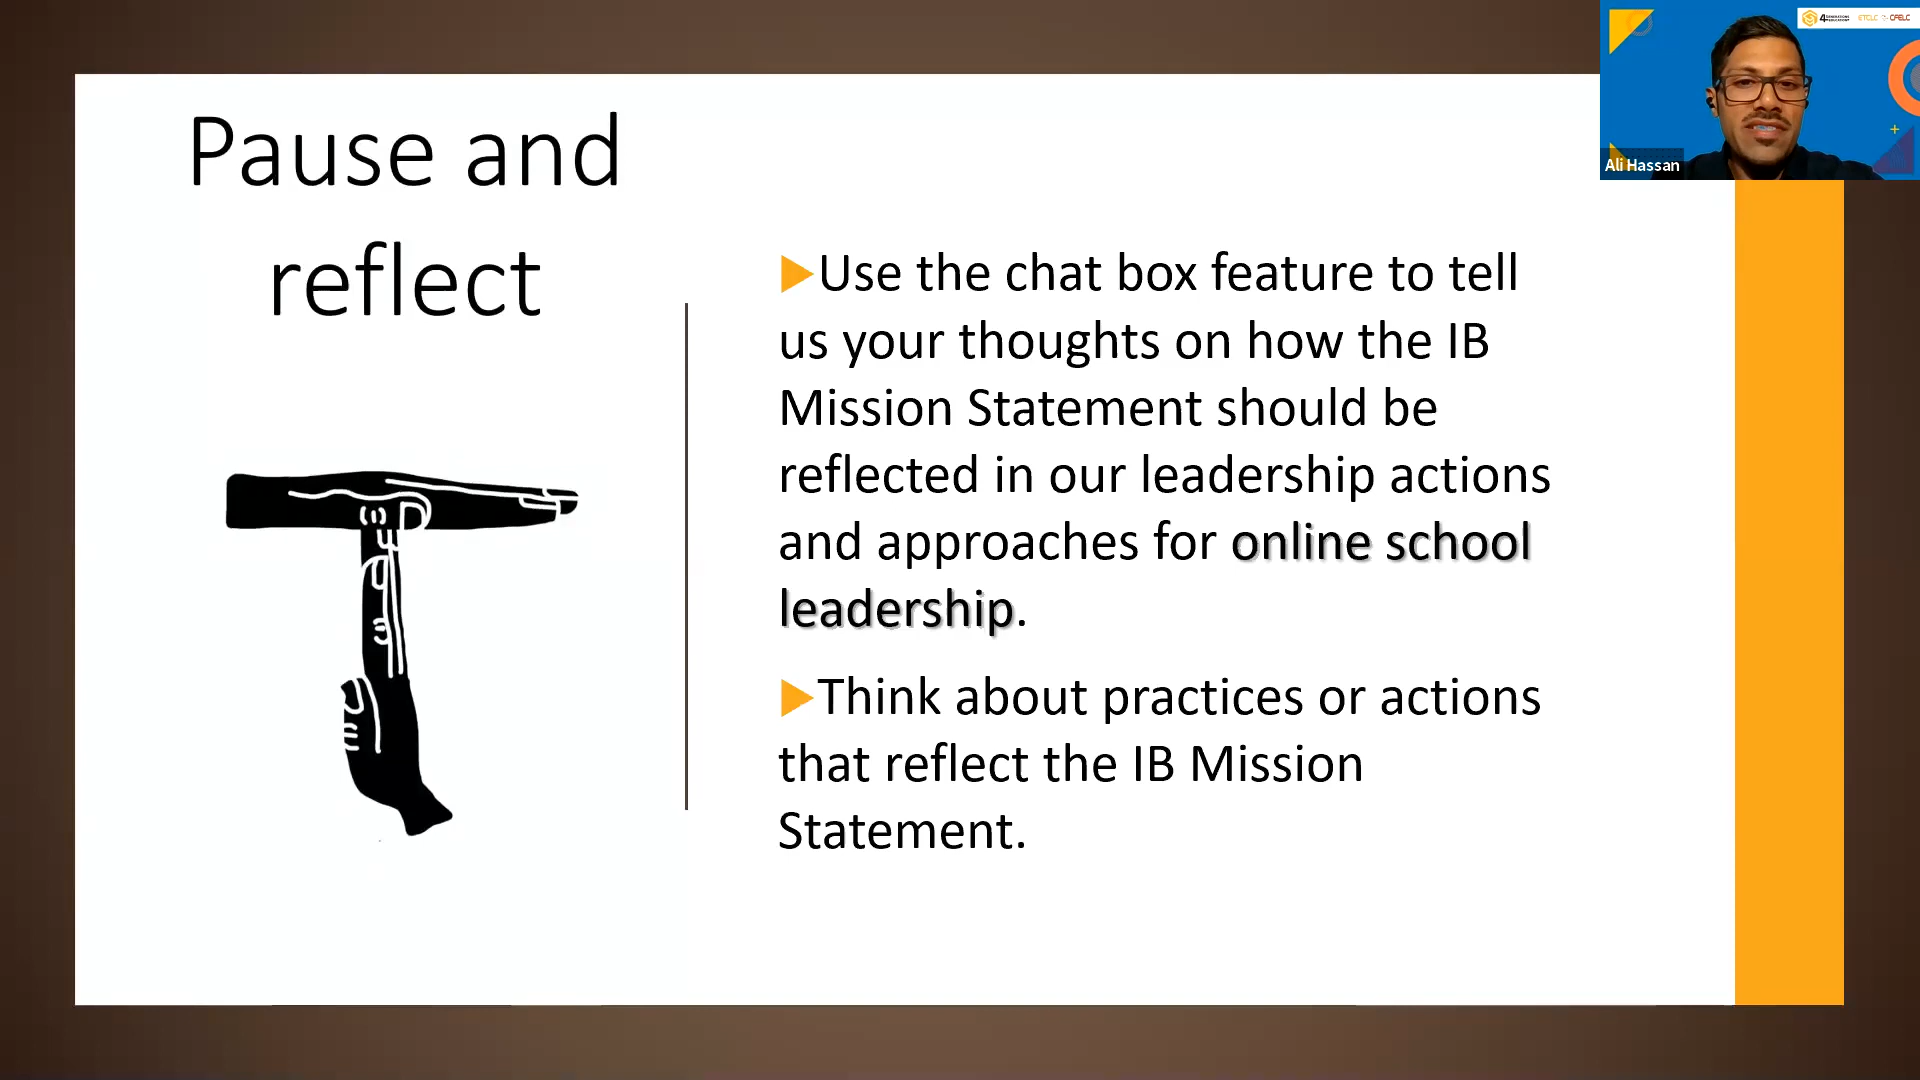 Pause and
reflect
▶Use the chat box feature to tell
us your thoughts on how the IB
Mission Statement should be
reflected in our leadership actions
and approaches for online school
leadership.
▶Think about practices or actions
that reflect the IB Mission
Statement.
Ali Hassan